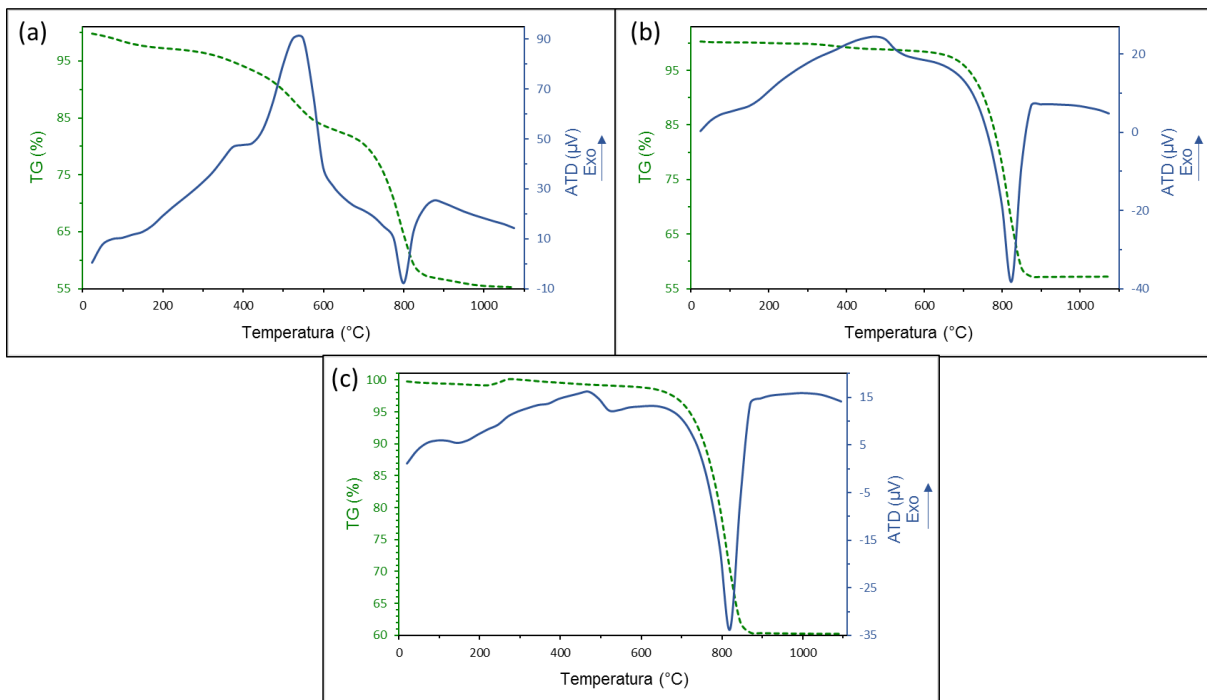 (a)
95
85
75
65
55
TG (%)
90
70
50
30
10
-10
ATD (µV)
Exo
0 200 400 600 800 1000
Temperatura (°C)
(b)
95
85
75
65
55
TG (%)
20
0
-20
-40
ATD (µV)
Exo
0 200 400 600 800 1000
Temperatura (°C)
(c)
100
95
90
85
80
75
70
65
60
TG (%)
15
5
-5
-15
-25
-35
ATD (µV)
Exo
0 200 400 600 800 1000
Temperatura (°C)